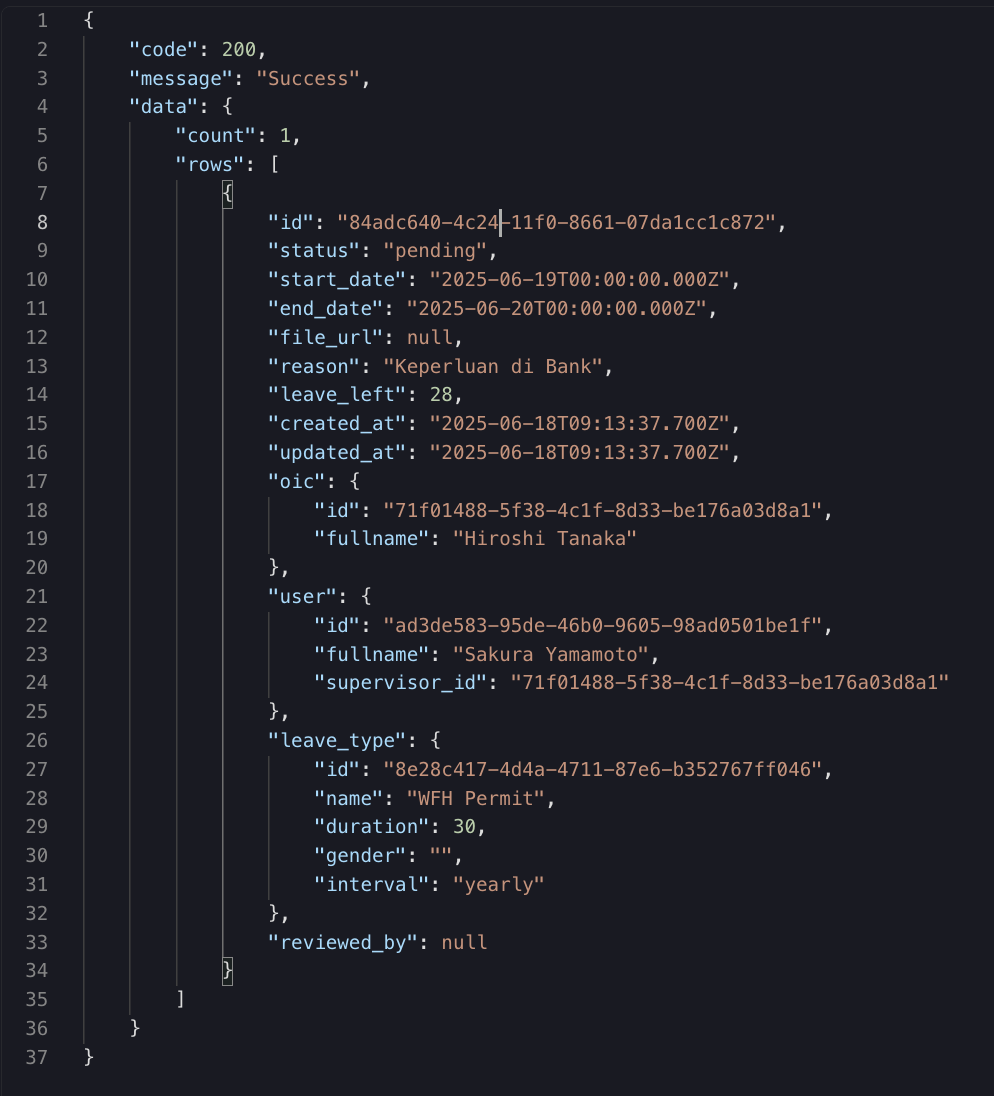 1 {
2     "code": 200,
3     "message": "Success",
4     "data": {
5         "count": 1,
6         "rows": [
7             {
8                 "id": "84adc640-4c24-11f0-8661-07da1cc1c872",
9                 "status": "pending",
10                 "start_date": "2025-06-19T00:00:00.000Z",
11                 "end_date": "2025-06-20T00:00:00.000Z",
12                 "file_url": null,
13                 "reason": "Keperluan di Bank",
14                 "leave_left": 28,
15                 "created_at": "2025-06-18T09:13:37.700Z",
16                 "updated_at": "2025-06-18T09:13:37.700Z",
17                 "oic": {
18                     "id": "71f01488-5f38-4c1f-8d33-be176a03d8a1",
19                     "fullname": "Hiroshi Tanaka"
20                 },
21                 "user": {
22                     "id": "ad3de583-95de-46b0-9605-98ad0501be1f",
23                     "fullname": "Sakura Yamamoto",
24                     "supervisor_id": "71f01488-5f38-4c1f-8d33-be176a03d8a1"
25                 },
26                 "leave_type": {
27                     "id": "8e28c417-4d4a-4711-87e6-b352767ff046",
28                     "name": "WFH Permit",
29                     "duration": 30,
30                     "gender": "",
31                     "interval": "yearly"
32                 },
33                 "reviewed_by": null
34             }
35         ]
36     }
37 }